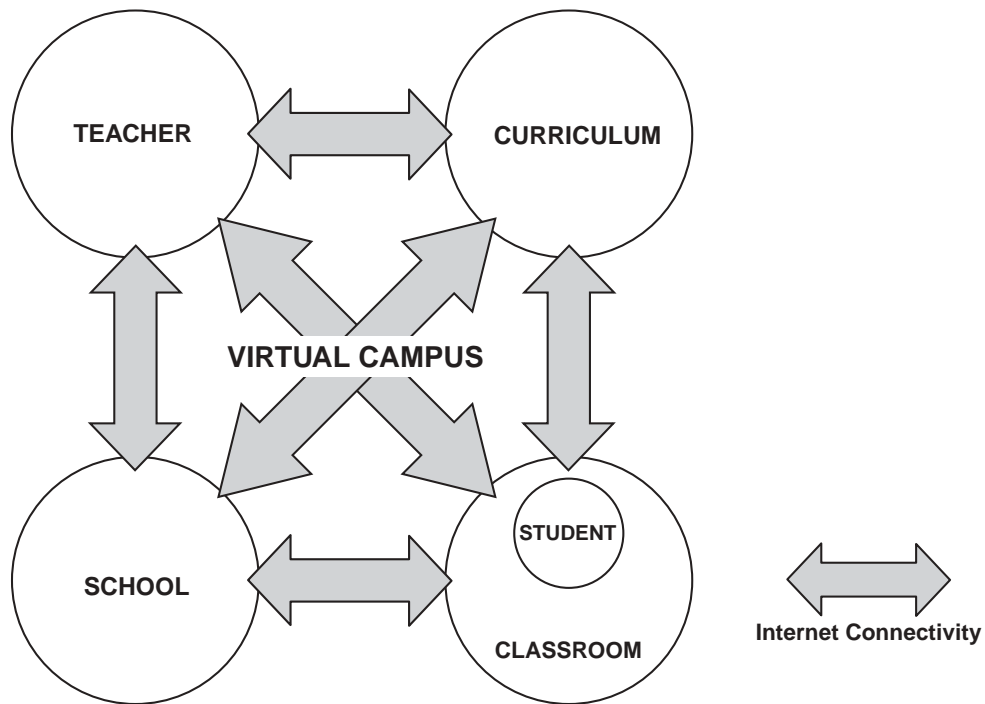 TEACHER
CURRICULUM
VIRTUAL CAMPUS
STUDENT
SCHOOL
CLASSROOM
Internet Connectivity